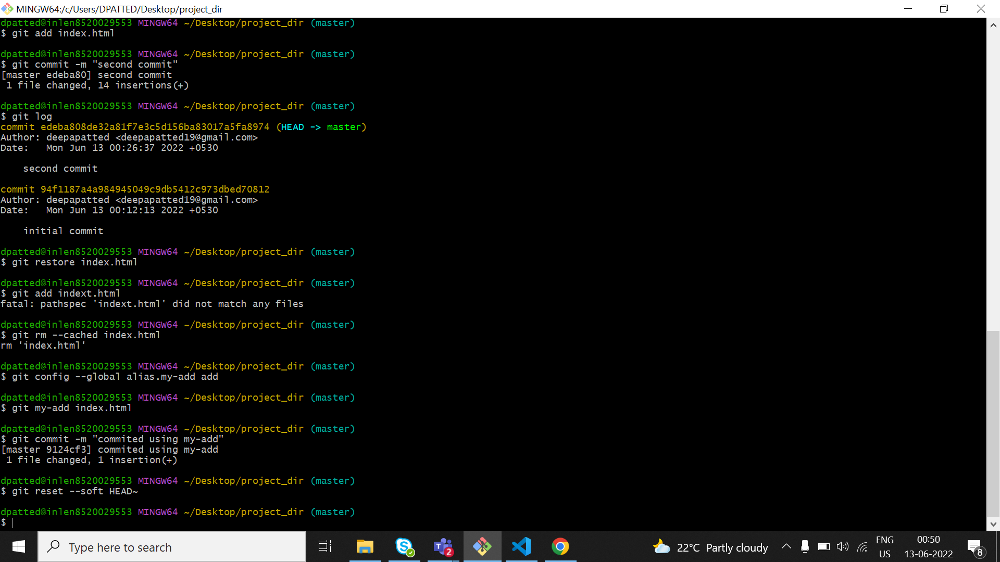 MINGW64:/c/Users/DPATTED/Desktop/project_dir
dpatted@inlen8520029553 MINGW64 ~/Desktop/project_dir (master)
$ git add index.html
dpatted@inlen8520029553 MINGW64 ~/Desktop/project_dir (master)
$ git commit -m "second commit"
[master edeba80] second commit
 1 file changed, 14 insertions(+)
dpatted@inlen8520029553 MINGW64 ~/Desktop/project_dir (master)
$ git log
commit edeba808de32a81f7e3c5d156ba83017a5fa8974 (HEAD -> master)
Author: deepapatted <deepapatted19@gmail.com>
Date:   Mon Jun 13 00:26:37 2022 +0530
    second commit
commit 94f1187a4a984945049c9db5412c973dbed70812
Author: deepapatted <deepapatted19@gmail.com>
Date:   Mon Jun 13 00:12:13 2022 +0530
    initial commit
dpatted@inlen8520029553 MINGW64 ~/Desktop/project_dir (master)
$ git restore index.html
dpatted@inlen8520029553 MINGW64 ~/Desktop/project_dir (master)
$ git add indext.html
fatal: pathspec 'indext.html' did not match any files
dpatted@inlen8520029553 MINGW64 ~/Desktop/project_dir (master)
$ git rm --cached index.html
rm 'index.html'
dpatted@inlen8520029553 MINGW64 ~/Desktop/project_dir (master)
$ git config --global alias.my-add add
dpatted@inlen8520029553 MINGW64 ~/Desktop/project_dir (master)
$ git my-add index.html
dpatted@inlen8520029553 MINGW64 ~/Desktop/project_dir (master)
$ git commit -m "commited using my-add"
[master 9124cf3] commited using my-add
 1 file changed, 1 insertion(+)
dpatted@inlen8520029553 MINGW64 ~/Desktop/project_dir (master)
$ git reset --soft HEAD~
dpatted@inlen8520029553 MINGW64 ~/Desktop/project_dir (master)
$
Type here to search
T
2
22°C Partly cloudy
ENG
US
00:50
13-06-2022
8